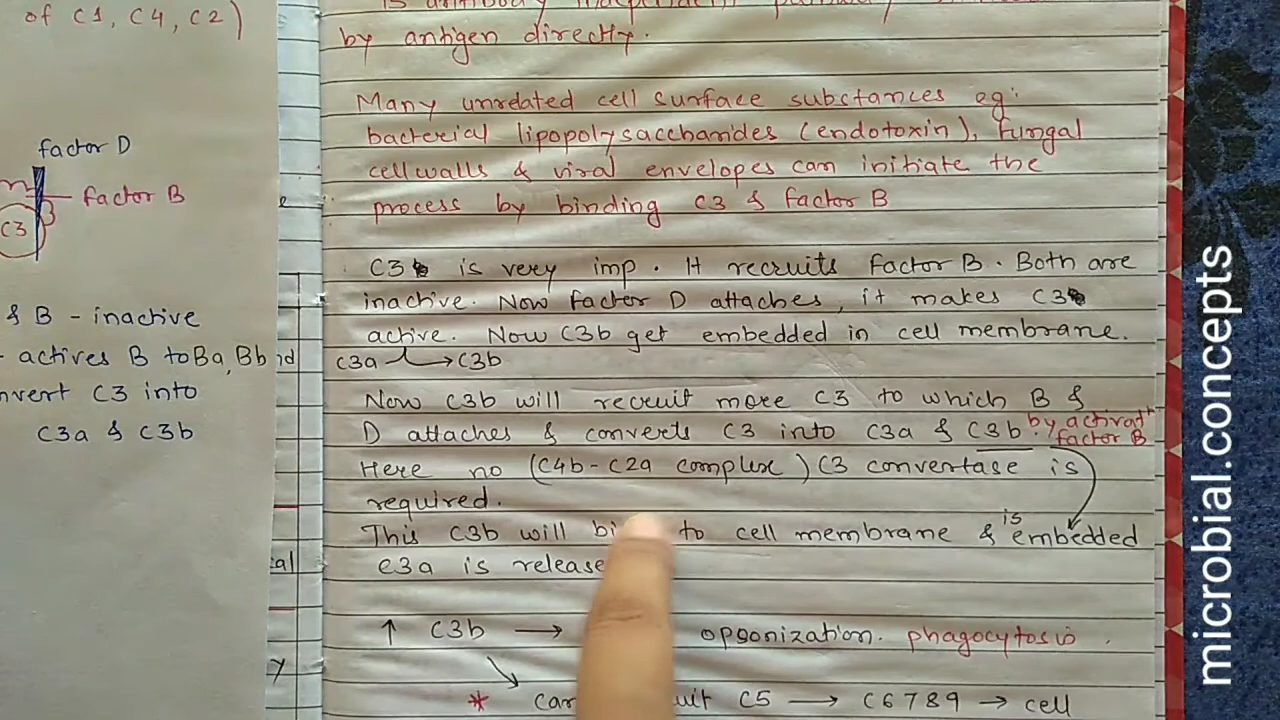 of C1, C4, C2)
factor D
factor B
C3
& B - inactive
actives B to Ba, Bb
nvert C3 into
C3a & C3b
by antigen directly.
Many unrelated cell surface substances eg:
bacterial lipopolysaccharides (endotoxin), fungal
cell walls & viral envelopes can initiate the
process by binding C3 & factor B
C3 is very imp. It recruits factor B. Both are
inactive. Now factor D attaches, it makes C3
active. Now C3b get embedded in cell membrane.
C3a → C3b
Now C3b will recruit more C3 to which B &
D attaches & converts C3 into C3a & C3b. by activatn
factor B
Here no (C4b-C2a complex) C3 convertase is
required.
This C3b will bi to cell membrane & is embedded
C3a is release
↑ C3b → opsonization. phagocytosis.
* Can uit C5 → C6789 → cell
microbial.concepts